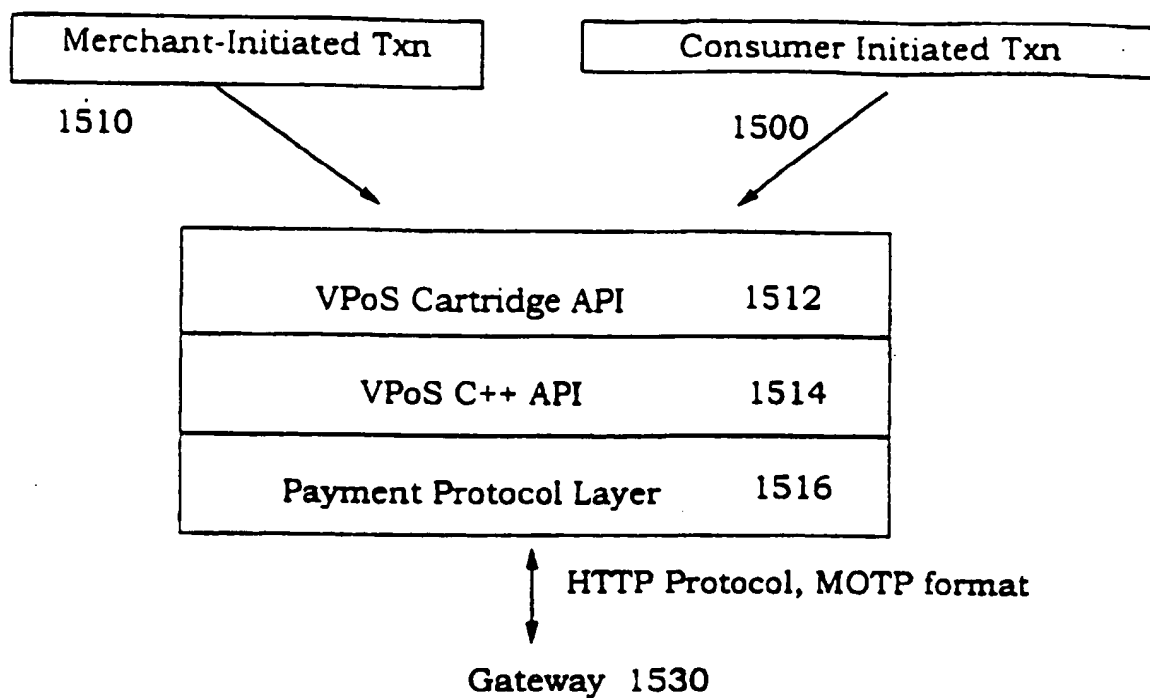 Merchant-Initiated Txn
Consumer Initiated Txn
1510
1500
VPoS Cartridge API 1512
VPoS C++ API 1514
Payment Protocol Layer 1516
HTTP Protocol, MOTP format
Gateway 1530